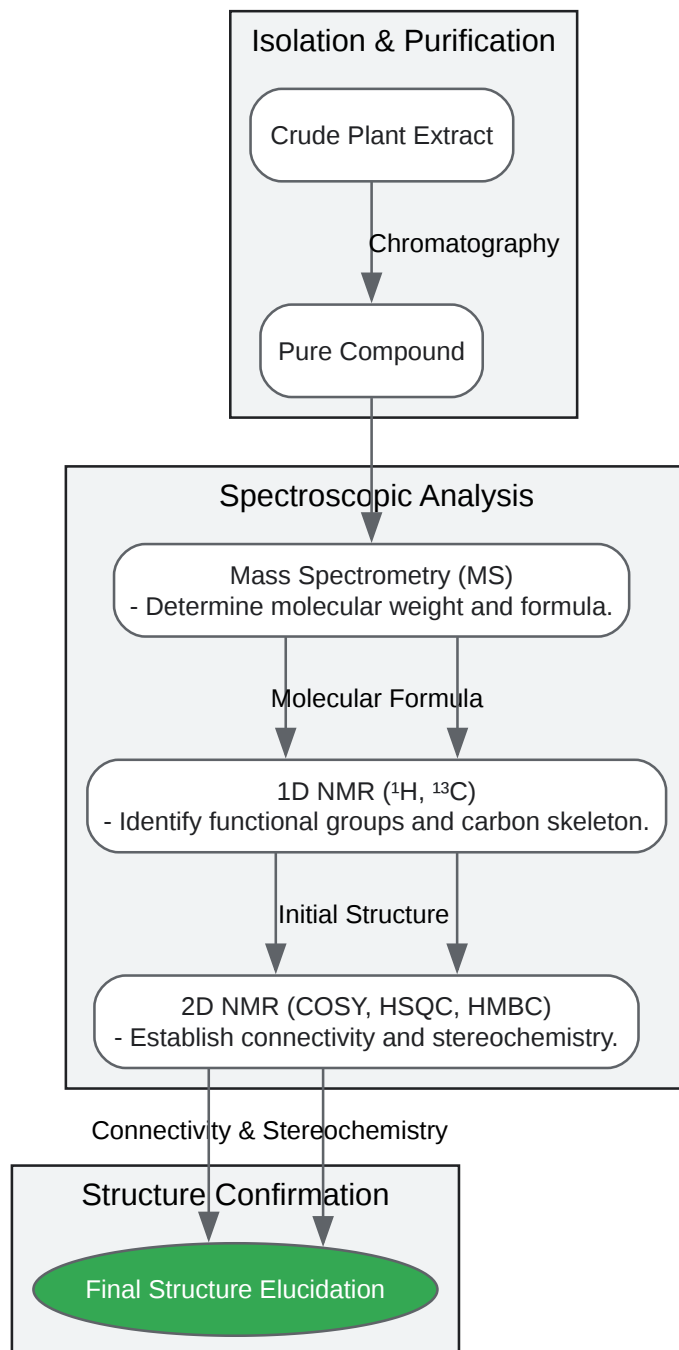 Isolation & Purification
Crude Plant Extract
Chromatography
Pure Compound
Spectroscopic Analysis
Mass Spectrometry (MS)
- Determine molecular weight and formula.
Molecular Formula
1D NMR (¹H, ¹³C)
- Identify functional groups and carbon skeleton.
Initial Structure
2D NMR (COSY, HSQC, HMBC)
- Establish connectivity and stereochemistry.
Connectivity & Stereochemistry
Structure Confirmation
Final Structure Elucidation